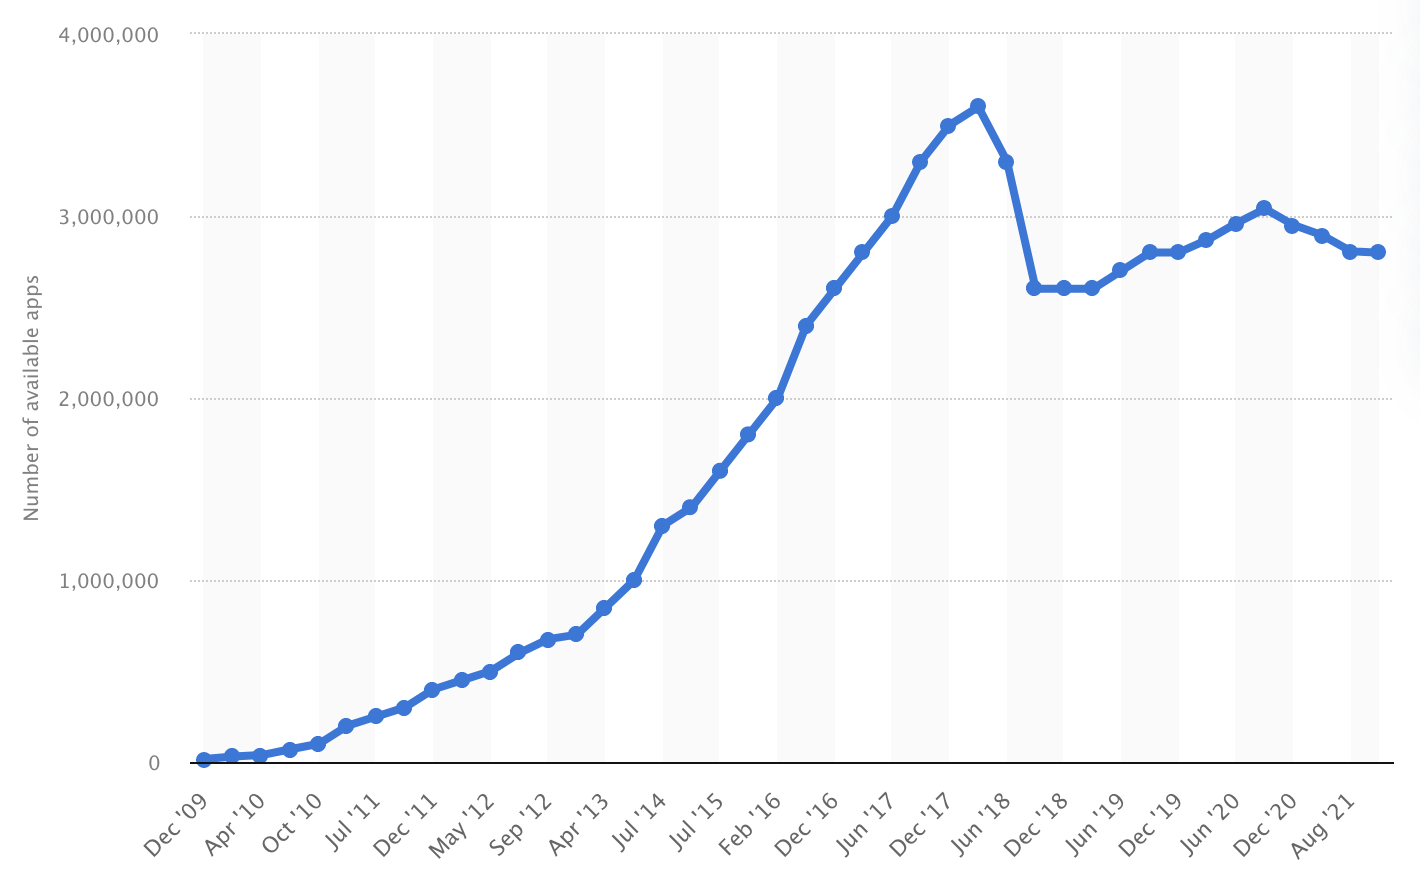 4,000,000
3,000,000
2,000,000
1,000,000
0
Number of available apps
Dec '09
Apr '10
Oct '10
Jul '11
Dec '11
May '12
Sep '12
Apr '13
Jul '14
Jul '15
Feb '16
Dec '16
Jun '17
Dec '17
Jun '18
Dec '18
Jun '19
Dec '19
Jun '20
Dec '20
Aug '21